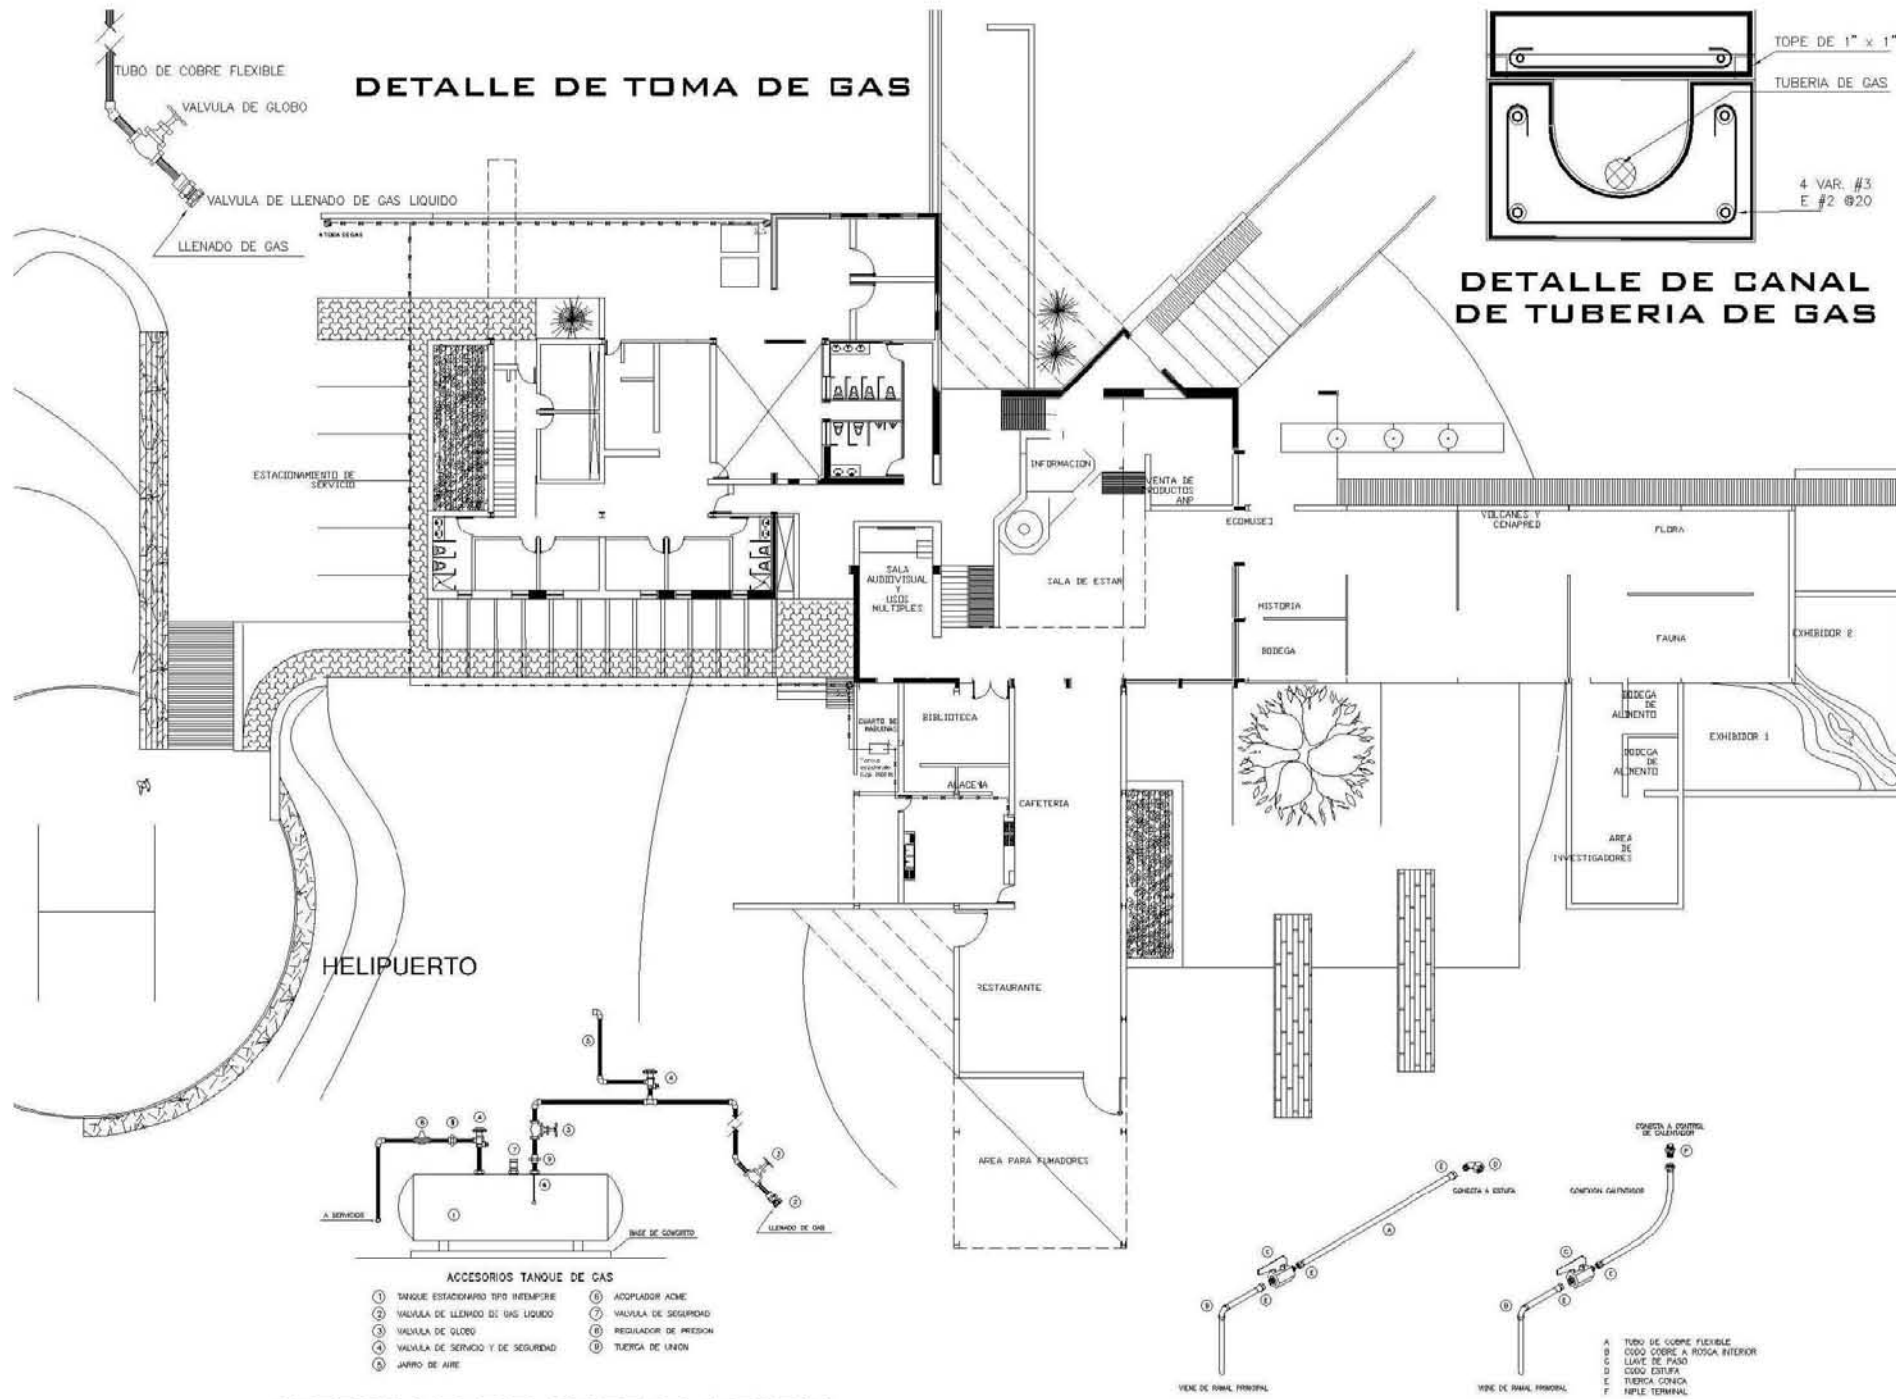 TUBO DE COBRE FLEXIBLE
VALVULA DE GLOBO
VALVULA DE LLENADO DE GAS LIQUIDO
LLENADO DE GAS
DETALLE DE TOMA DE GAS
TOPE DE 1" x 1"
TUBERIA DE GAS
4 VAR. #3
E #2 @20
DETALLE DE CANAL
DE TUBERIA DE GAS
ESTACIONAMIENTO DE
SERVICIO
INFORMACION
VENTA DE
PRODUCTOS
ANP
ECOMUSEO
VOLCANES Y
CENAPRED
FLORA
SALA
AUDIOVISUAL
Y
USOS
MULTIPLES
SALA DE ESTAR
HISTORIA
BODEGA
FAUNA
EXHIBIDOR 2
BODEGA
DE
ALIMENTO
EXHIBIDOR 1
BODEGA
DE
ALIMENTO
AREA
DE
INVESTIGADORES
BIBLIOTECA
CUARTO DE
MAQUINAS
ALACENA
CAFETERIA
HELIPUERTO
RESTAURANTE
AREA PARA FUMADORES
A SERVICIOS
BASE DE CONCRETO
LLENADO DE GAS
ACCESORIOS TANQUE DE GAS
1 TANQUE ESTACIONARIO TIPO INTEMPERIE
2 VALVULA DE LLENADO DE GAS LIQUIDO
3 VALVULA DE GLOBO
4 VALVULA DE SERVICIO Y DE SEGURIDAD
5 JARRO DE AIRE
6 ACOPLADOR ACME
7 VALVULA DE SEGURIDAD
8 REGULADOR DE PRESION
9 TUERCA DE UNION
CONECTA A ESTUFA
VIENE DE RAMAL PRINCIPAL
CONECTA A CONTROL
DE CALENTADOR
CONEXION CALENTADOR
VIENE DE RAMAL PRINCIPAL
A TUBO DE COBRE FLEXIBLE
B CODO COBRE A ROSCA INTERIOR
C LLAVE DE PASO
D CODO ESTUFA
E TUERCA CONICA
F NIPLE TERMINAL